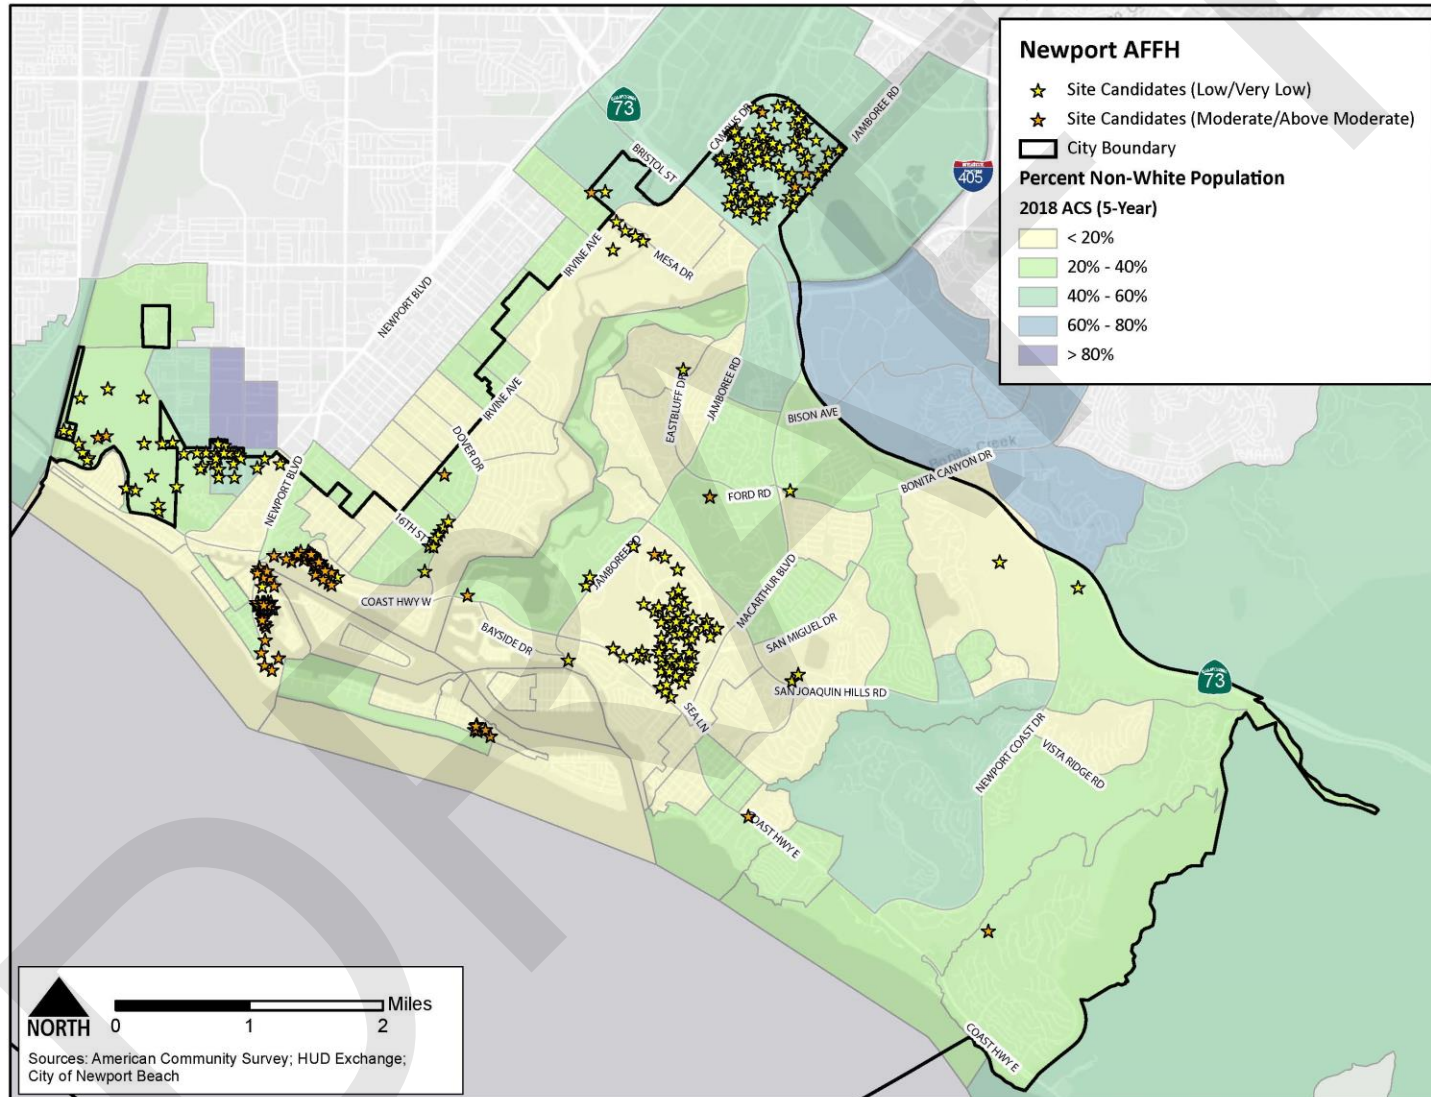 Newport AFFH
Site Candidates (Low/Very Low)
Site Candidates (Moderate/Above Moderate)
City Boundary
Percent Non-White Population
2018 ACS (5-Year)
< 20%
20% - 40%
40% - 60%
60% - 80%
> 80%
73
CAMPUS DR
JAMBOREE RD
BRISTOL ST
405
IRVINE AVE
MESA DR
NEWPORT BLVD
EASTBLUFF DR
JAMBOREE RD
BISON AVE
IRVINE AVE
DOVER DR
Bonita Creek
BONITA CANYON DR
NEWPORT BLVD
FORD RD
16TH ST
JAMBOREE RD
MACARTHUR BLVD
COAST HWY W
BAYSIDE DR
SAN MIGUEL DR
SAN JOAQUIN HILLS RD
73
SEA LN
NEWPORT COAST DR
VISTA RIDGE RD
COAST HWY E
COAST HWY E
DRAFT
NORTH
0 1 2 Miles
Sources: American Community Survey; HUD Exchange;
City of Newport Beach